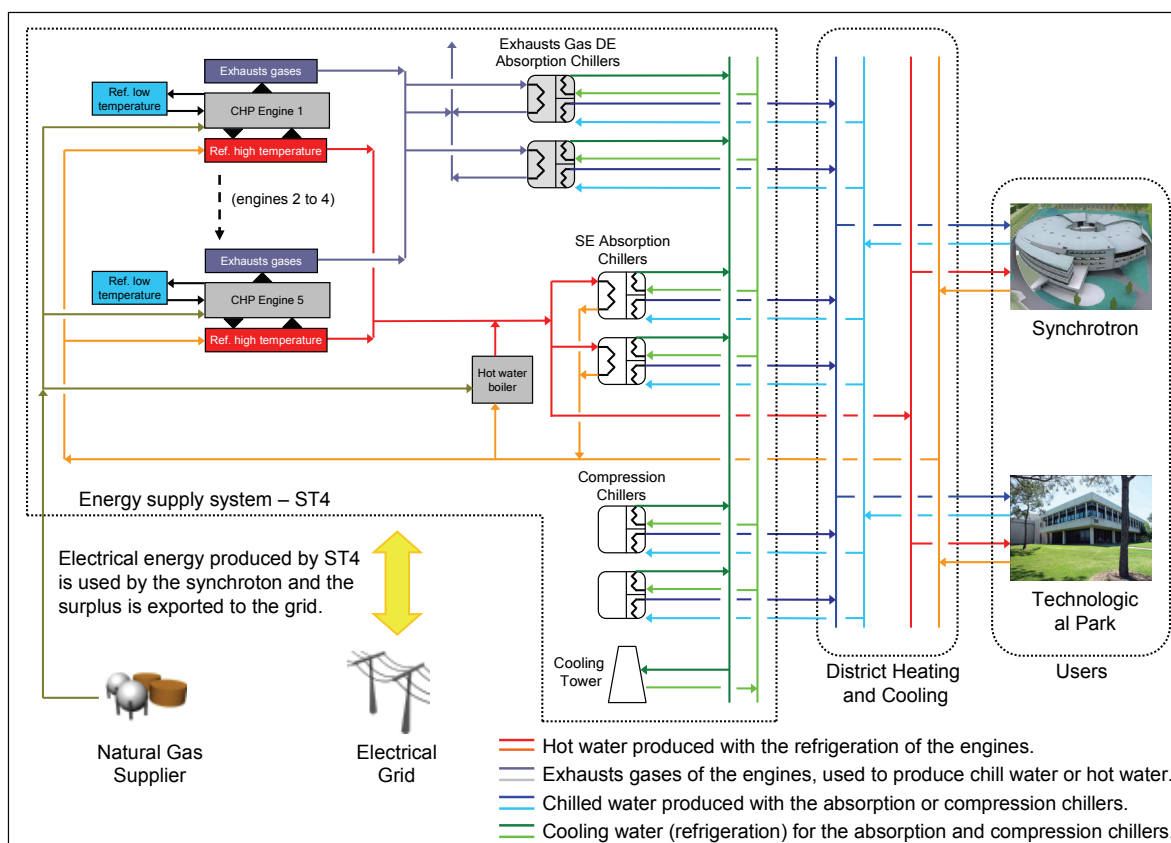 Exhausts Gas DE
Absorption Chillers
Exhausts gases
Ref. low
temperature
CHP Engine 1
Ref. high temperature
(engines 2 to 4)
Exhausts gases
Ref. low
temperature
CHP Engine 5
Ref. high temperature
SE Absorption
Chillers
Hot water
boiler
Synchrotron
Energy supply system – ST4
Compression
Chillers
Electrical energy produced by ST4
is used by the synchroton and the
surplus is exported to the grid.
Cooling
Tower
Technologic
al Park
District Heating
and Cooling
Users
Natural Gas
Supplier
Electrical
Grid
Hot water produced with the refrigeration of the engines.
Exhausts gases of the engines, used to produce chill water or hot water.
Chilled water produced with the absorption or compression chillers.
Cooling water (refrigeration) for the absorption and compression chillers.